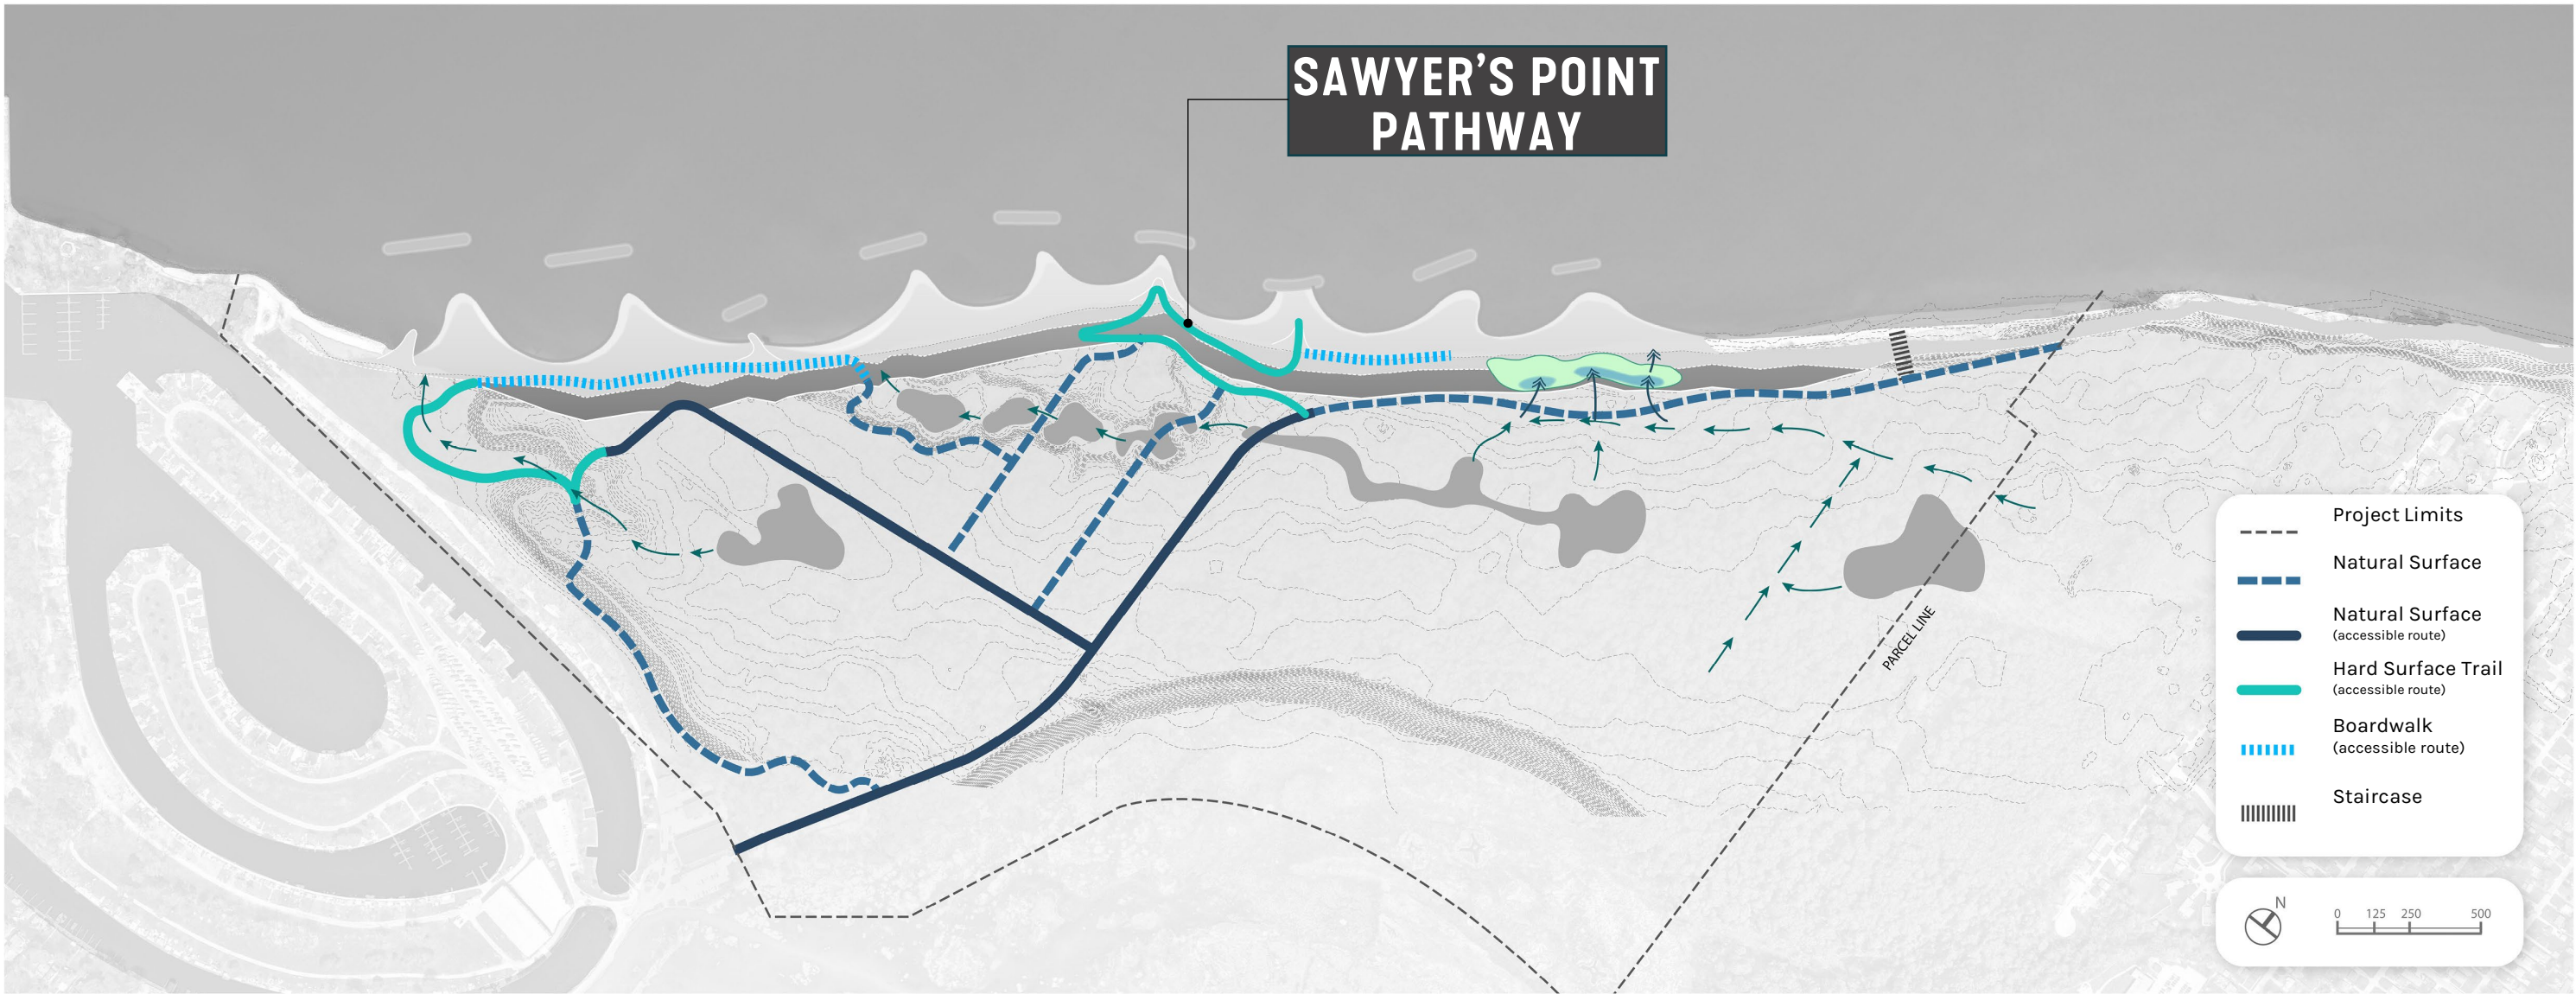 SAWYER’S POINT
PATHWAY
PARCEL LINE
Project Limits
Natural Surface
Natural Surface
(accessible route)
Hard Surface Trail
(accessible route)
Boardwalk
(accessible route)
Staircase
N
0 125 250 500